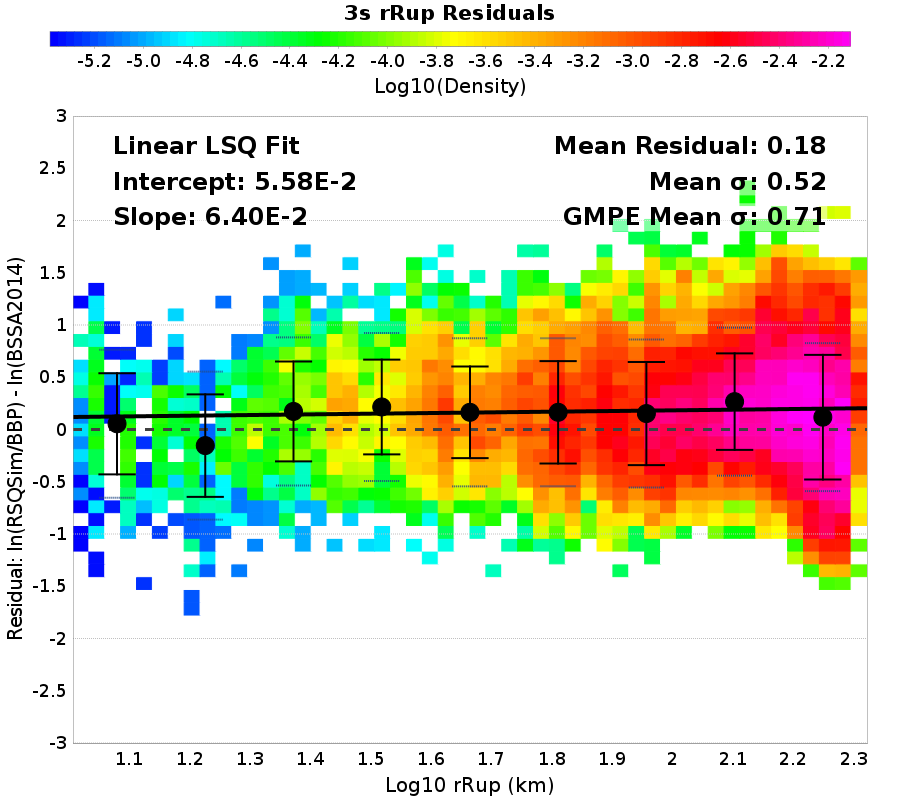 3s rRup Residuals
-5.2 -5.0 -4.8 -4.6 -4.4 -4.2 -4.0 -3.8 -3.6 -3.4 -3.2 -3.0 -2.8 -2.6 -2.4 -2.2
Log10(Density)
Linear LSQ Fit
Intercept: 5.58E-2
Slope: 6.40E-2
Mean Residual: 0.18
Mean σ: 0.52
GMPE Mean σ: 0.71
Residual: ln(RSQSim/BBP) - ln(BSSA2014)
3
2.5
2
1.5
1
0.5
0
-0.5
-1
-1.5
-2
-2.5
-3
1.1 1.2 1.3 1.4 1.5 1.6 1.7 1.8 1.9 2 2.1 2.2 2.3
Log10 rRup (km)